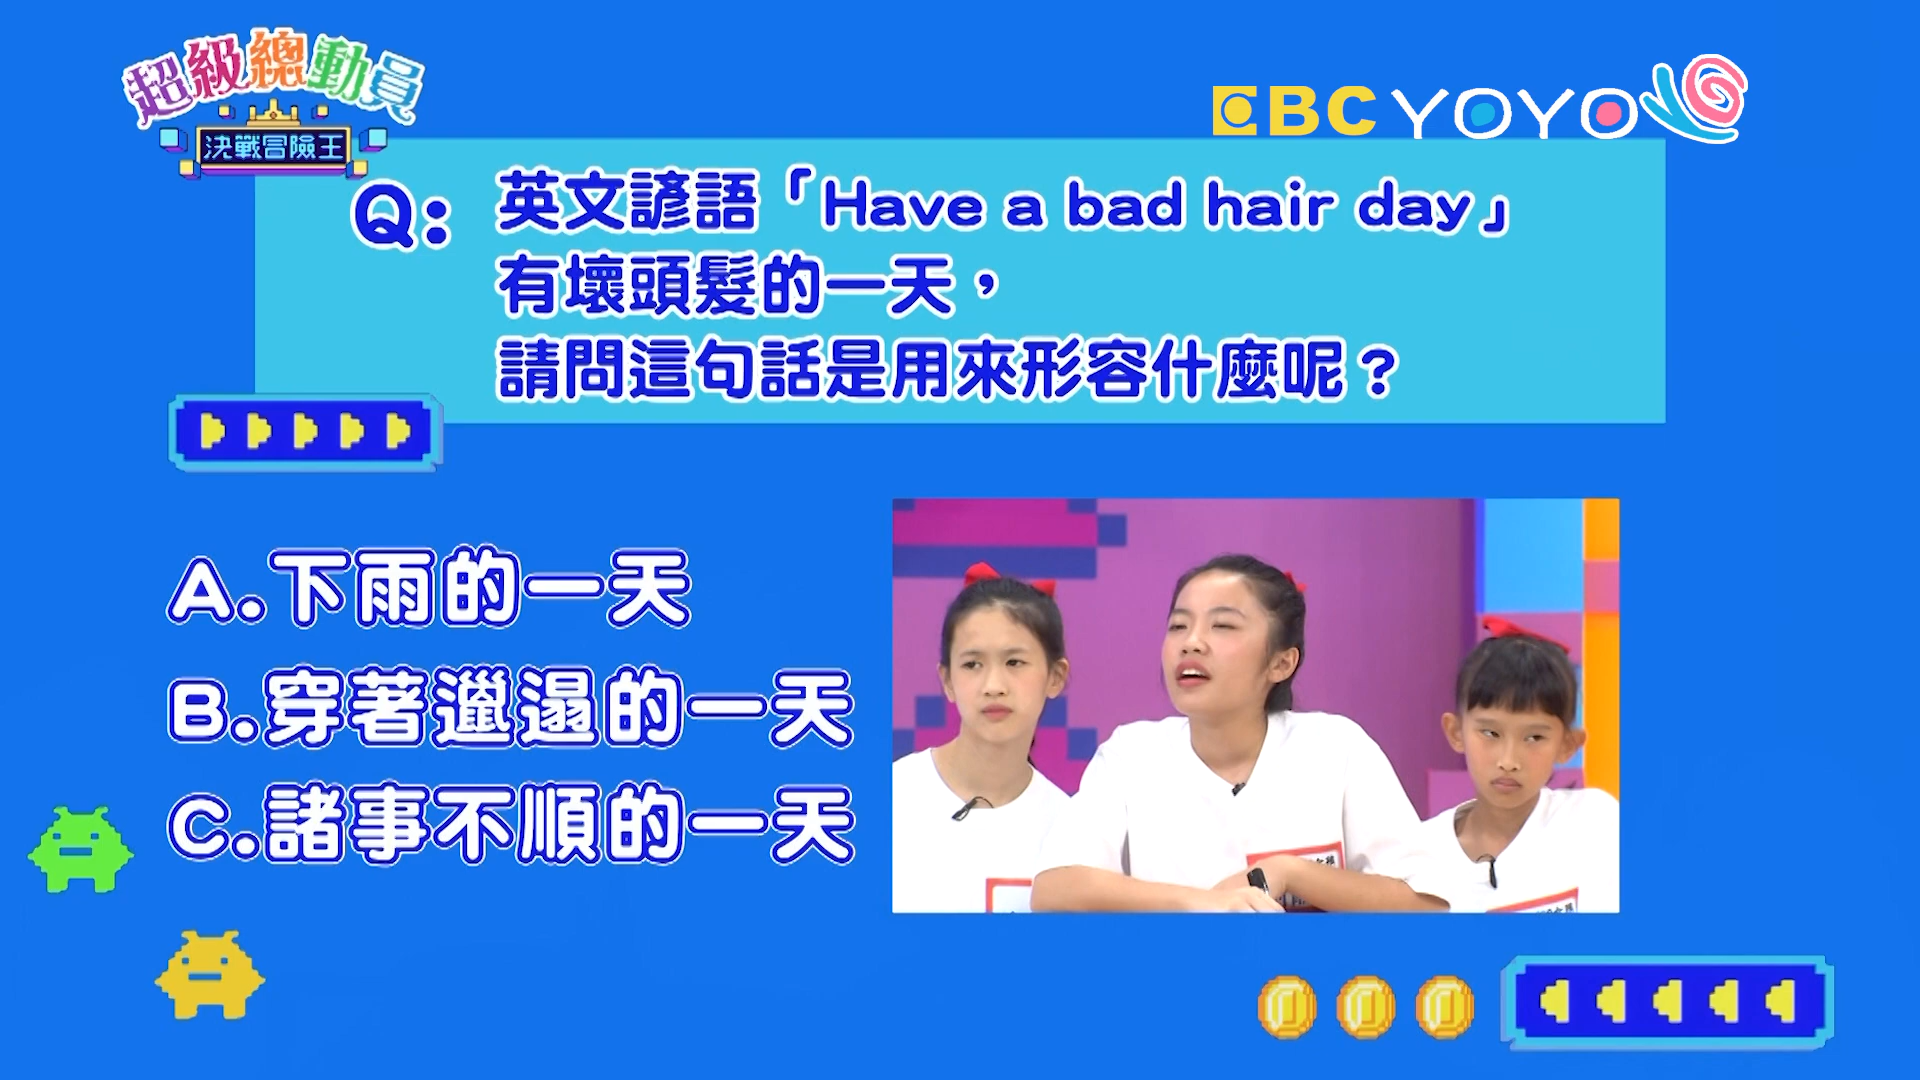 超級總動員
決戰冒險王
EBC YOYO
Q: 英文諺語「Have a bad hair day」
有壞頭髮的一天，
請問這句話是用來形容什麼呢？
A.下雨的一天
B.穿著邋遢的一天
C.諸事不順的一天